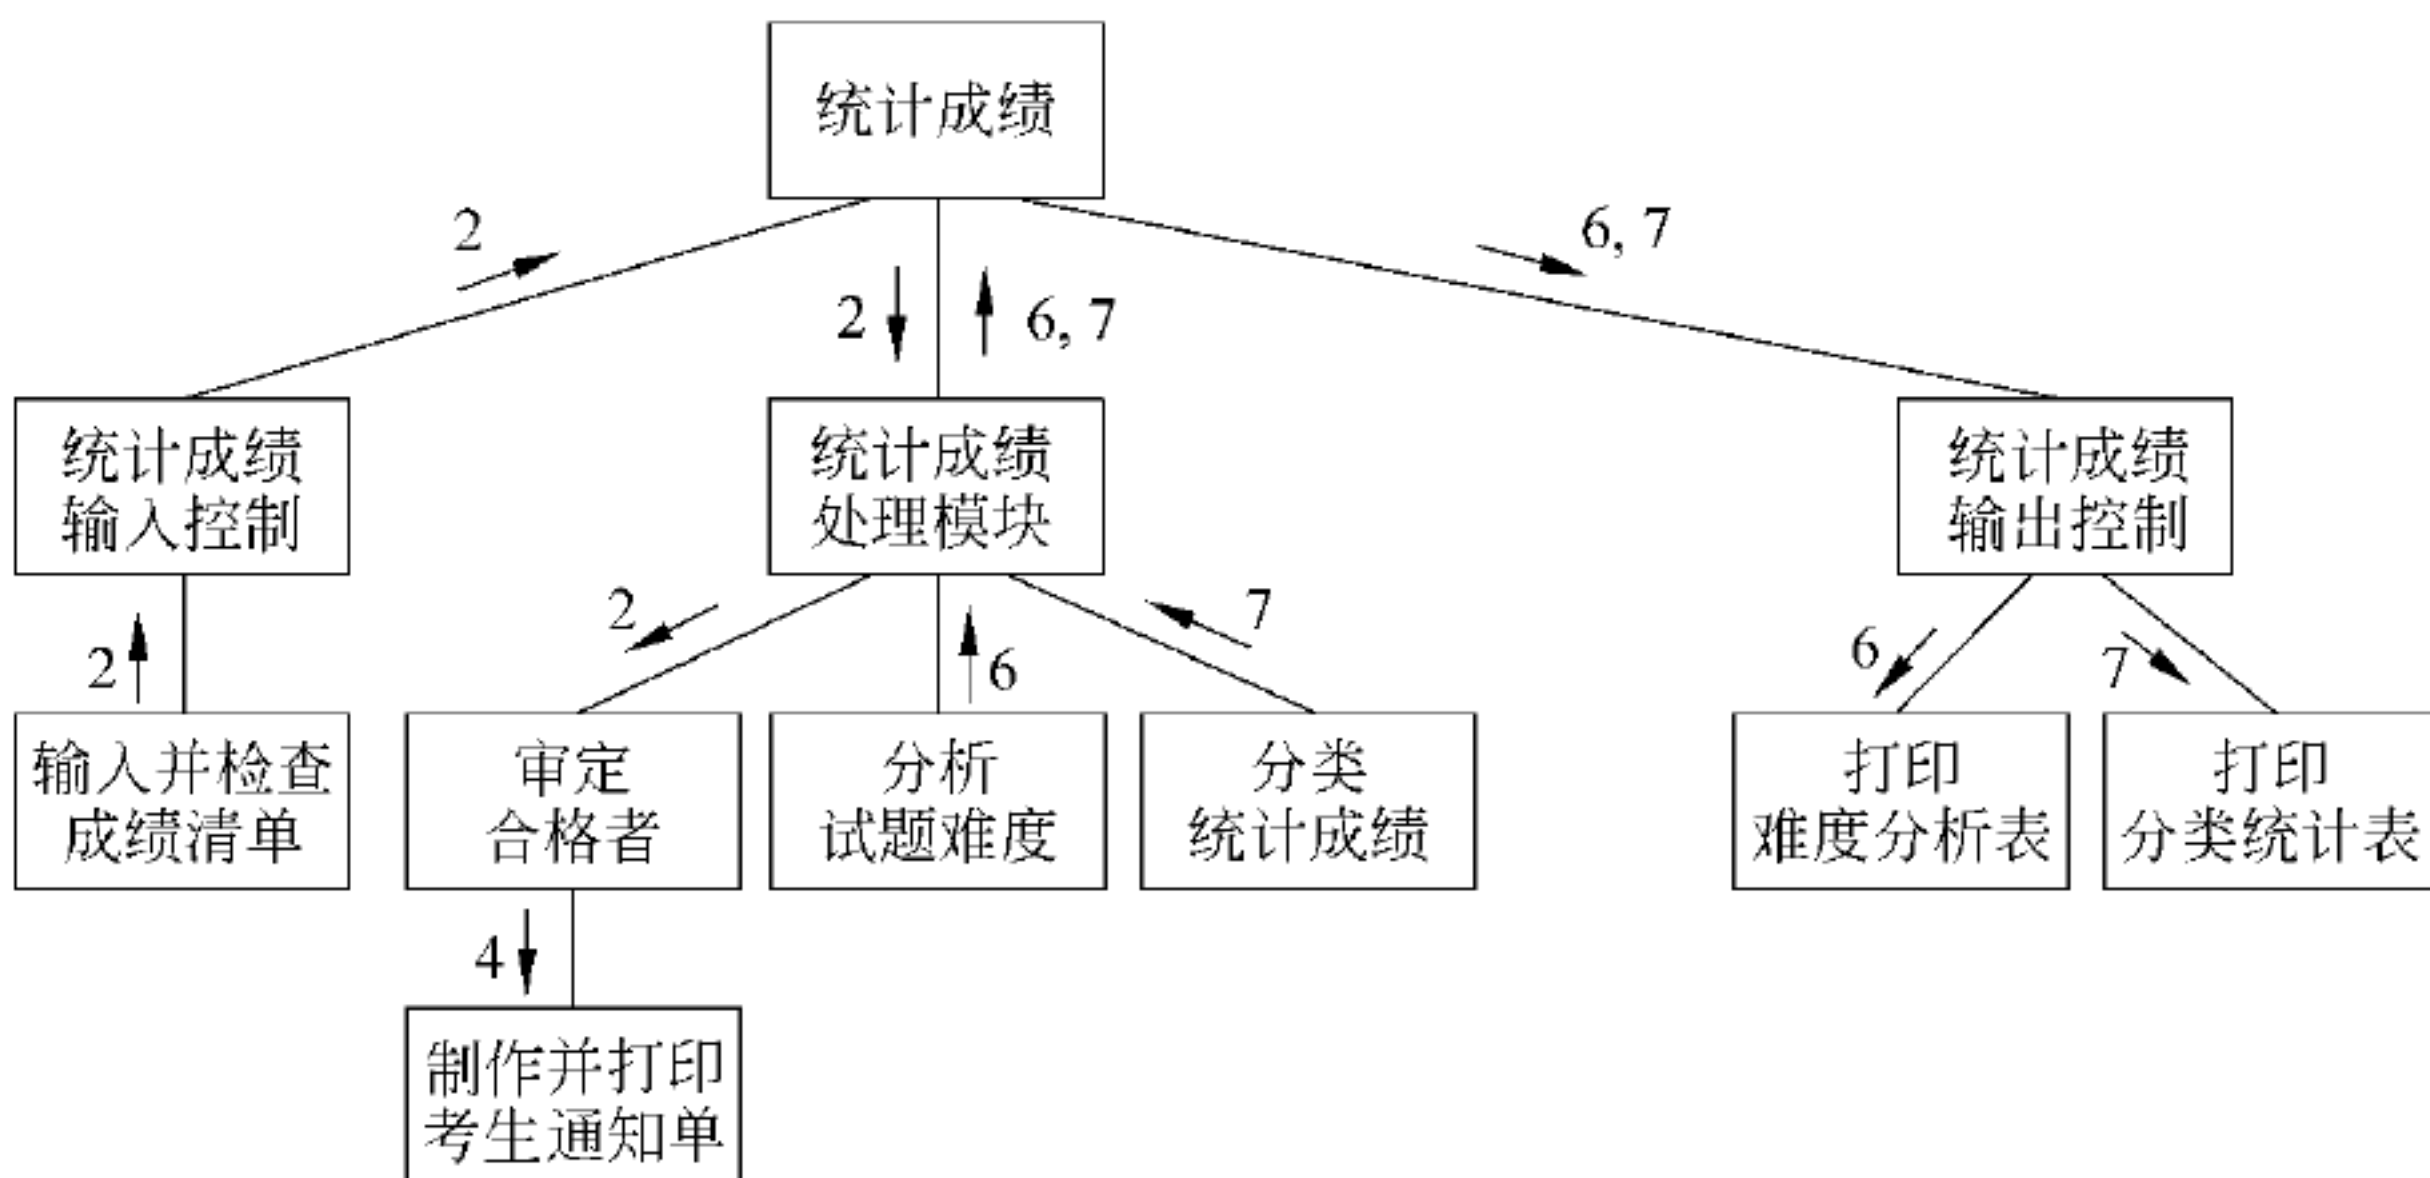 统计成绩
2
6, 7
2
6, 7
统计成绩
输入控制
统计成绩
处理模块
统计成绩
输出控制
2
2
6
7
6
7
输入并检查
成绩清单
审定
合格者
分析
试题难度
分类
统计成绩
打印
难度分析表
打印
分类统计表
4
制作并打印
考生通知单